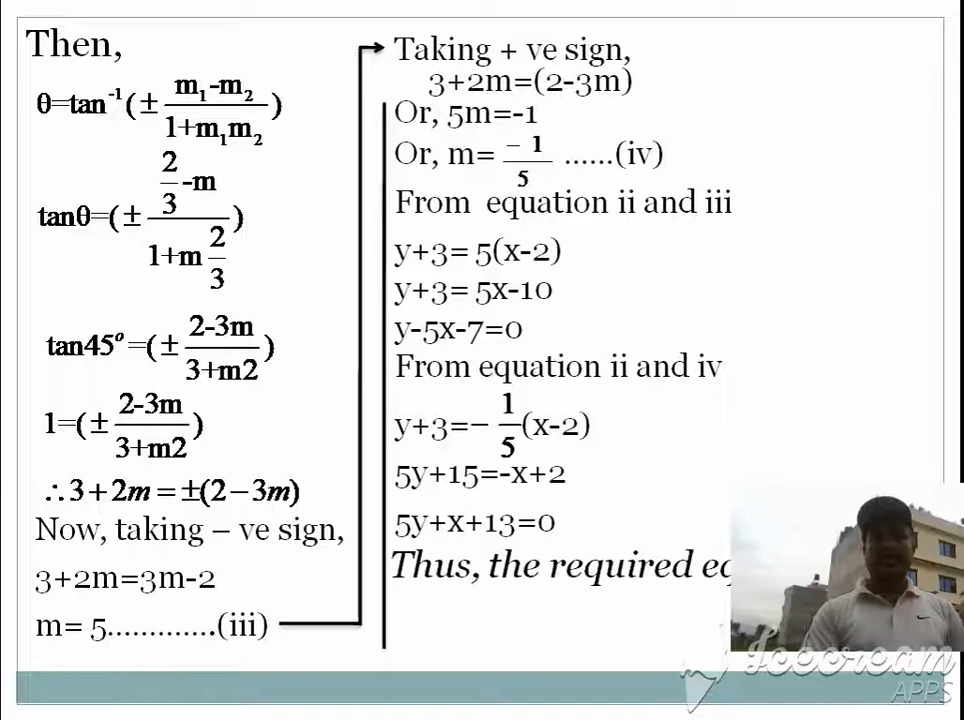 Then,
θ=tan⁻¹(± (m₁-m₂)/(1+m₁m₂))
tanθ=(± (2/3 -m)/(1+m 2/3))
tan45°=(± (2-3m)/(3+m2))
1=(± (2-3m)/(3+m2))
∴3+2m=±(2−3m)
Now, taking – ve sign,
3+2m=3m-2
m= 5.............(iii)
Taking + ve sign,
3+2m=(2-3m)
Or, 5m=-1
Or, m= −1/5 ......(iv)
From equation ii and iii
y+3= 5(x-2)
y+3= 5x-10
y-5x-7=0
From equation ii and iv
y+3=− 1/5 (x-2)
5y+15=-x+2
5y+x+13=0
Thus, the required
Icecream
APPS